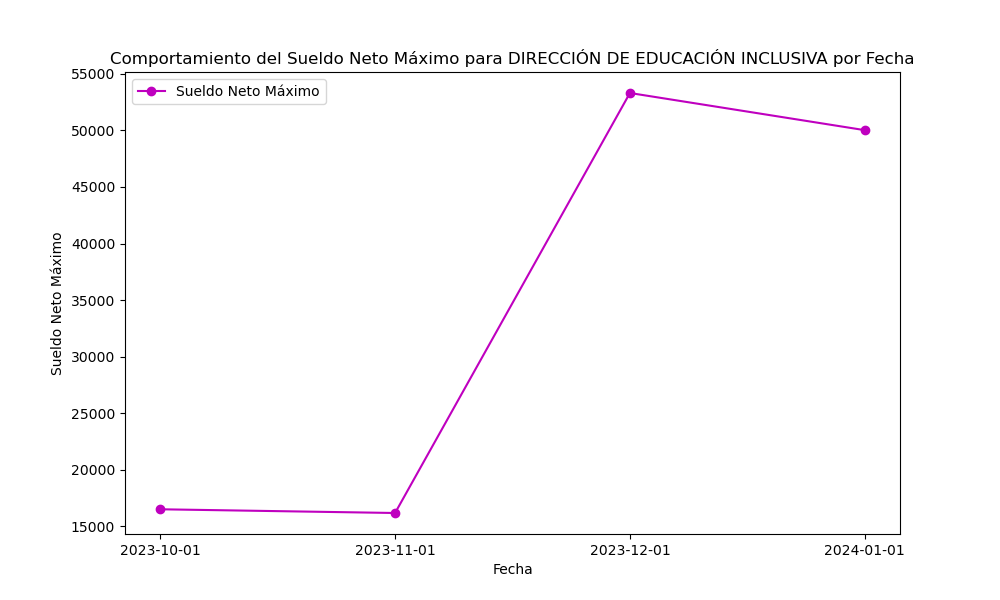 Comportamiento del Sueldo Neto Máximo para DIRECCIÓN DE EDUCACIÓN INCLUSIVA por Fecha
Sueldo Neto Máximo
55000
50000
45000
40000
35000
30000
25000
20000
15000
Sueldo Neto Máximo
2023-10-01 2023-11-01 2023-12-01 2024-01-01
Fecha